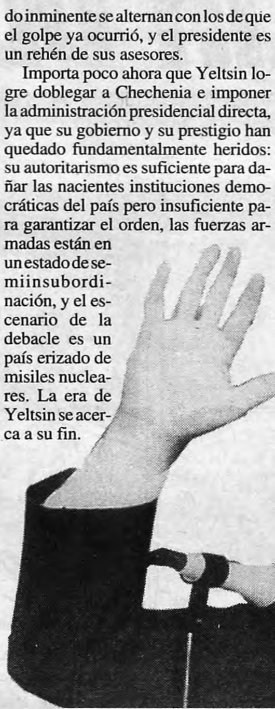 do inminente se alternan con los de que
el golpe ya ocurrió, y el presidente es
un rehén de sus asesores.
Importa poco ahora que Yeltsin lo-
gre doblegar a Chechenia e imponer
la administración presidencial directa,
ya que su gobierno y su prestigio han
quedado fundamentalmente heridos:
su autoritarismo es suficiente para da-
ñar las nacientes instituciones demo-
cráticas del país pero insuficiente pa-
ra garantizar el orden, las fuerzas ar-
madas están en
un estado de se-
miinsubordi-
nación, y el es-
cenario de la
debacle es un
país erizado de
misiles nuclea-
res. La era de
Yeltsin se acer-
ca a su fin.